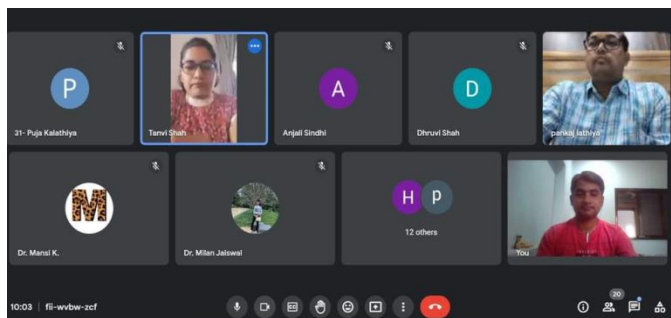 P
31- Puja Kalathiya
Tanvi Shah
A
Anjali Sindhi
D
Dhruvi Shah
pankaj lathiya
M
Dr. Mansi K.
Dr. Milan Jaiswal
H p
12 others
You
10:03 | fii-wvbw-zcf
CC
20